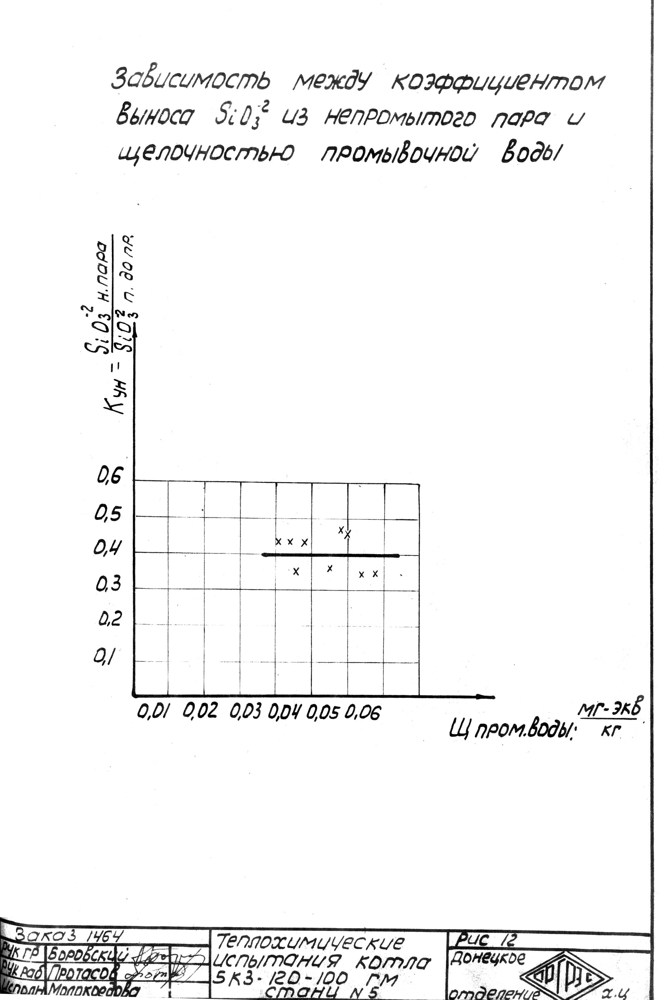 Зависимость между коэффициентом
выноса SiO₃⁻² из непромытого пара и
щелочностью промывочной воды
Kун = SiO₃⁻² н.пара / SiO₃⁻² п. до пр.
0,6
0,5
0,4
0,3
0,2
0,1
0,01 0,02 0,03 0,04 0,05 0,06
Щ пром.воды; мг-экв / кг
Заказ 1464
Рук гр Боровский
Рук раб Протасов
Исполн Молокоедова
Теплохимические
испытания котла
БКЗ-120-100 ГМ
станц N 5
Рис 12
Донецкое
ОРГРЭС
отделение х.ц